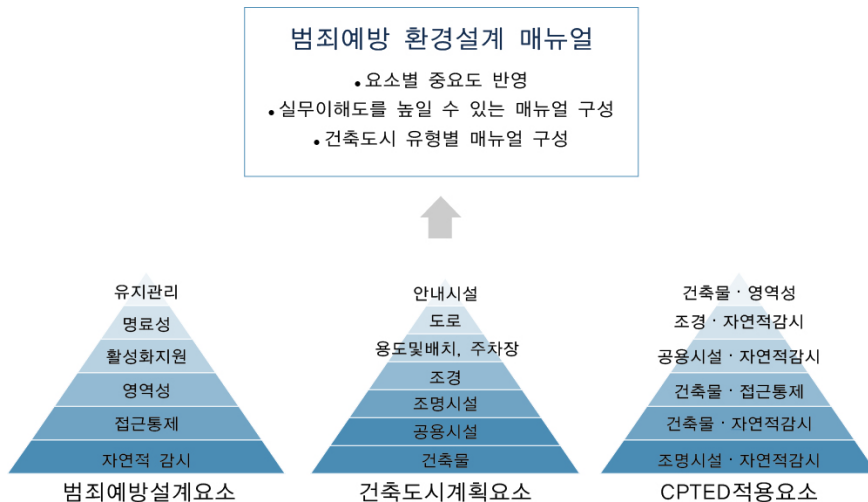 범죄예방 환경설계 매뉴얼
•요소별 중요도 반영
•실무이해도를 높일 수 있는 매뉴얼 구성
•건축도시 유형별 매뉴얼 구성
유지관리
명료성
활성화지원
영역성
접근통제
자연적 감시
범죄예방설계요소
안내시설
도로
용도및배치, 주차장
조경
조명시설
공용시설
건축물
건축도시계획요소
건축물 · 영역성
조경 · 자연적감시
공용시설 · 자연적감시
건축물 · 접근통제
건축물 · 자연적감시
조명시설 · 자연적감시
CPTED적용요소